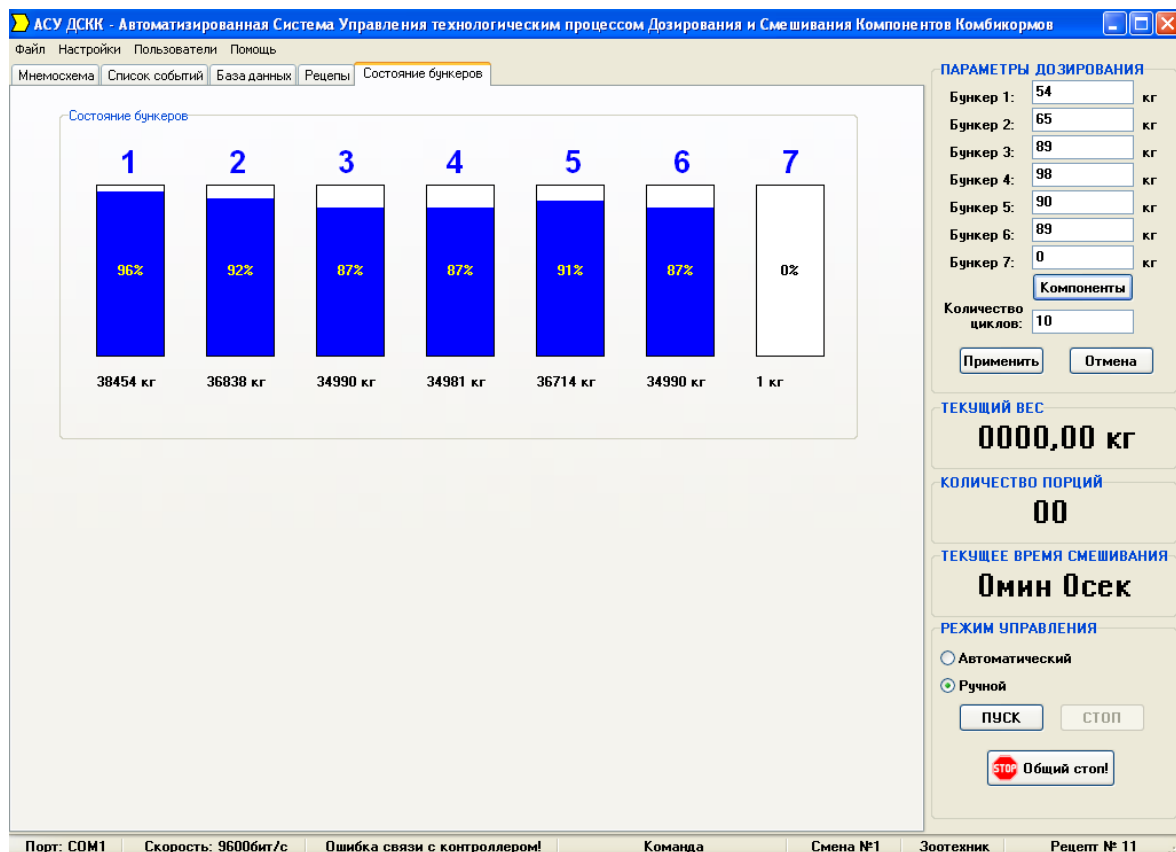 АСУ ДСКК - Автоматизированная Система Управления технологическим процессом Дозирования и Смешивания Компонентов Комбикормов
Файл Настройки Пользователи Помощь
Мнемосхема Список событий База данных Рецепы Состояние бункеров
Состояние бункеров
1 2 3 4 5 6 7
96% 92% 87% 87% 91% 87% 0%
38454 кг 36838 кг 34990 кг 34981 кг 36714 кг 34990 кг 1 кг
ПАРАМЕТРЫ ДОЗИРОВАНИЯ
Бункер 1: 54 кг
Бункер 2: 65 кг
Бункер 3: 89 кг
Бункер 4: 98 кг
Бункер 5: 90 кг
Бункер 6: 89 кг
Бункер 7: 0 кг
Компоненты
Количество
циклов: 10
Применить Отмена
ТЕКУЩИЙ ВЕС
0000,00 кг
КОЛИЧЕСТВО ПОРЦИЙ
00
ТЕКУЩЕЕ ВРЕМЯ СМЕШИВАНИЯ
0мин 0сек
РЕЖИМ УПРАВЛЕНИЯ
Автоматический
Ручной
ПУСК СТОП
STOP Общий стоп!
Порт: COM1 Скорость: 9600бит/с Ошибка связи с контроллером! Команда Смена №1 Зоотехник Рецепт № 11